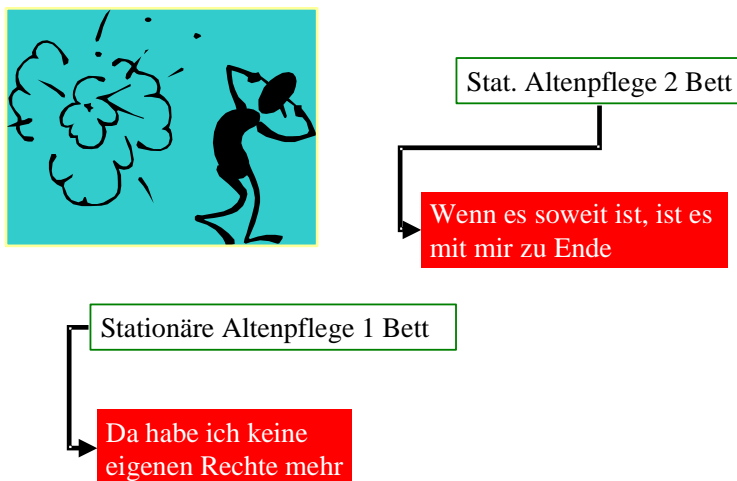 Stat. Altenpflege 2 Bett
Wenn es soweit ist, ist es
mit mir zu Ende
Stationäre Altenpflege 1 Bett
Da habe ich keine
eigenen Rechte mehr